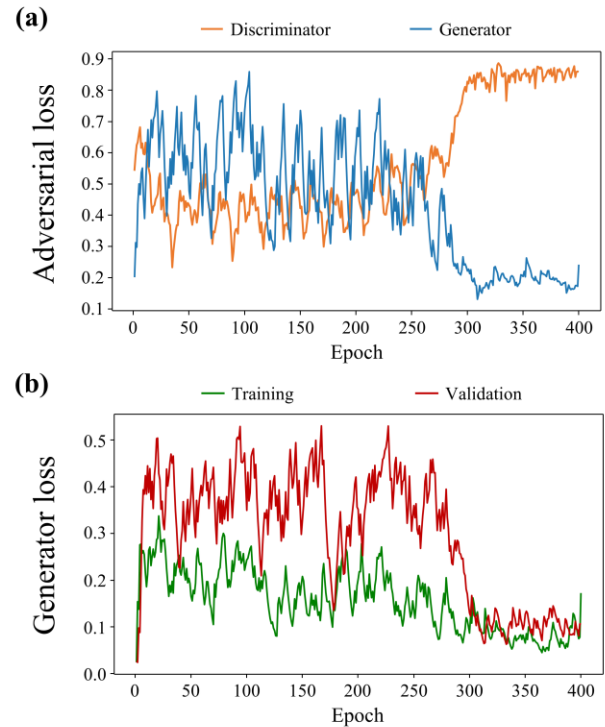 (a)
Discriminator Generator
0.9
0.8
0.7
0.6
0.5
0.4
0.3
0.2
0.1
Adversarial loss
0 50 100 150 200 250 300 350 400
Epoch
(b)
Training Validation
0.5
0.4
0.3
0.2
0.1
0.0
Generator loss
0 50 100 150 200 250 300 350 400
Epoch